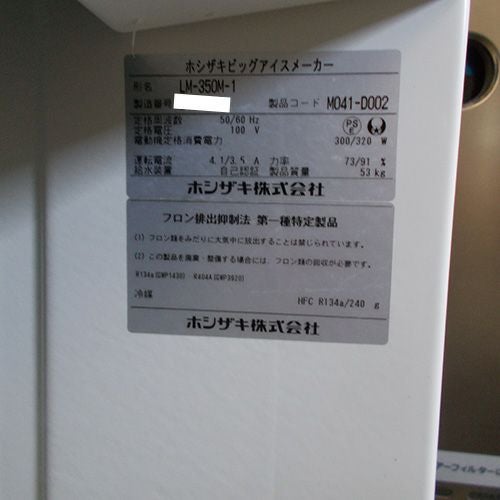 ホシザキビッグアイスメーカー
形名 LM-350M-1
製造番号 製品コード M041-D002
定格周波数 50/60 Hz
定格電圧 100 V
PS E
電動機定格消費電力 300/320 W
運転電流 4.1/3.5 A 力率 73/91 %
給水装置 自己認証 製品質量 53 kg
ホシザキ株式会社
フロン排出抑制法 第一種特定製品
(1) フロン類をみだりに大気中に放出することは禁じられています。
(2) この製品を廃棄・整備する場合には、フロン類の回収が必要です。
R134a(GWP1430) R404A(GWP3920)
冷媒 HFC R134a/240 g
ホシザキ株式会社
アーフィルター